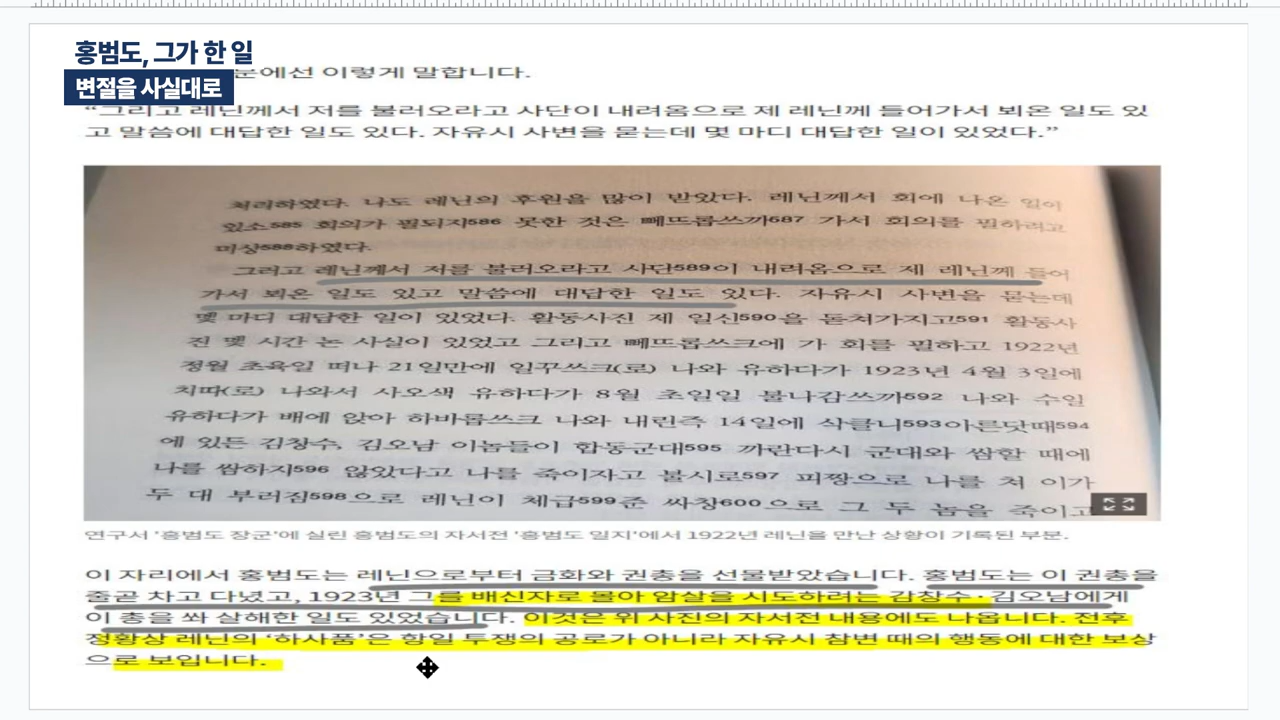 홍범도, 그가 한 일
변절을 사실대로
문에선 이렇게 말합니다.
“그리고 레닌께서 저를 불러오라고 사단이 내려옴으로 제 레닌께 들어가서 뵈온 일도 있
고 말씀에 대답한 일도 있다. 자유시 사변을 묻는데 몇 마디 대답한 일이 있었다.”
처리하였다. 나도 레닌의 후원을 많이 받았다. 레닌께서 회에 나온 일이
있소585 회의가 필되지586 못한 것은 빼뜨롭쓰까587 가서 회의를 필하려고
미상588하였다.
그러고 레닌께서 저를 불러오라고 사단589이 내려옴으로 제 레닌께 들어
가서 뵈온 일도 있고 말씀에 대답한 일도 있다. 자유시 사변을 묻는데
몇 마디 대답한 일이 있었다. 활동사진 제 일신590을 돋쳐가지고591 활동사
진 몇 시간 논 사실이 있었고 그리고 빼뜨롭쓰크에 가 회를 필하고 1922년
정월 초육일 떠나 21일만에 일꾸쓰크(로) 나와 유하다가 1923년 4월 3일에
치따(로) 나와서 사오색 유하다가 8월 초일일 불나감쓰까592 나와 수일
유하다가 배에 앉아 하바롭쓰크 나와 내린즉 14일에 삭클니593아른닷때594
에 있든 김창수, 김오남 이놈들이 합동군대595 까란다시 군대와 쌈할 때에
나를 쌈하지596 않았다고 나를 죽이자고 불시로597 피짱으로 나를 쳐 이가
두 대 부러짐598으로 레닌이 체급599준 싸창600으로 그 두 놈을 죽이고
연구서 '홍범도 장군'에 실린 홍범도의 자서전 '홍범도 일지'에서 1922년 레닌을 만난 상황이 기록된 부분.
이 자리에서 홍범도는 레닌으로부터 금화와 권총을 선물받았습니다. 홍범도는 이 권총을
줄곧 차고 다녔고, 1923년 그를 배신자로 몰아 암살을 시도하려는 김창수·김오남에게
이 총을 쏴 살해한 일도 있었습니다. 이것은 위 사진의 자서전 내용에도 나옵니다. 전후
정황상 레닌의 ‘하사품’은 항일 투쟁의 공로가 아니라 자유시 참변 때의 행동에 대한 보상
으로 보입니다.